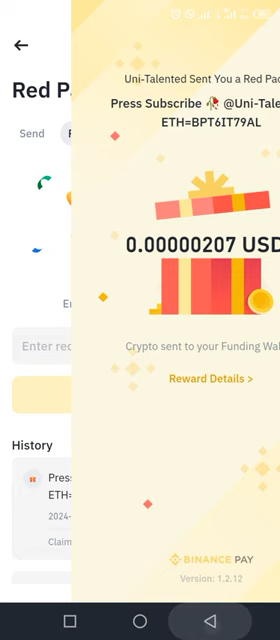 Red Pa
Send
Enter rec
History
Press
ETH=
2024-
Claim
Uni-Talented Sent You a Red Pac
Press Subscribe 🥀 @Uni-Tale
ETH=BPT6IT79AL
0.00000207 USD
Crypto sent to your Funding Wal
Reward Details >
BINANCE PAY
Version: 1.2.12